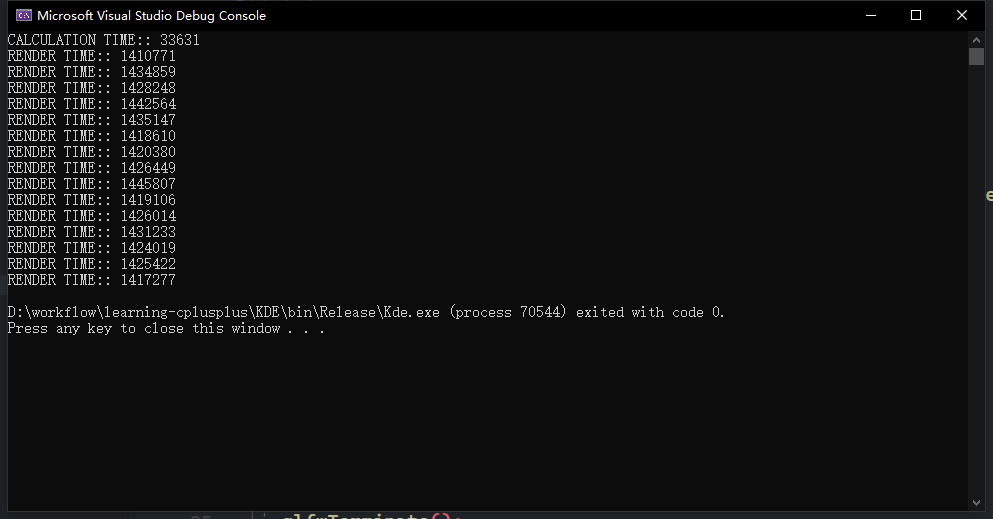 Microsoft Visual Studio Debug Console
CALCULATION TIME:: 33631
RENDER TIME:: 1410771
RENDER TIME:: 1434859
RENDER TIME:: 1428248
RENDER TIME:: 1442564
RENDER TIME:: 1435147
RENDER TIME:: 1418610
RENDER TIME:: 1420380
RENDER TIME:: 1426449
RENDER TIME:: 1445807
RENDER TIME:: 1419106
RENDER TIME:: 1426014
RENDER TIME:: 1431233
RENDER TIME:: 1424019
RENDER TIME:: 1425422
RENDER TIME:: 1417277
D:\workflow\learning-cplusplus\KDE\bin\Release\Kde.exe (process 70544) exited with code 0.
Press any key to close this window . . .